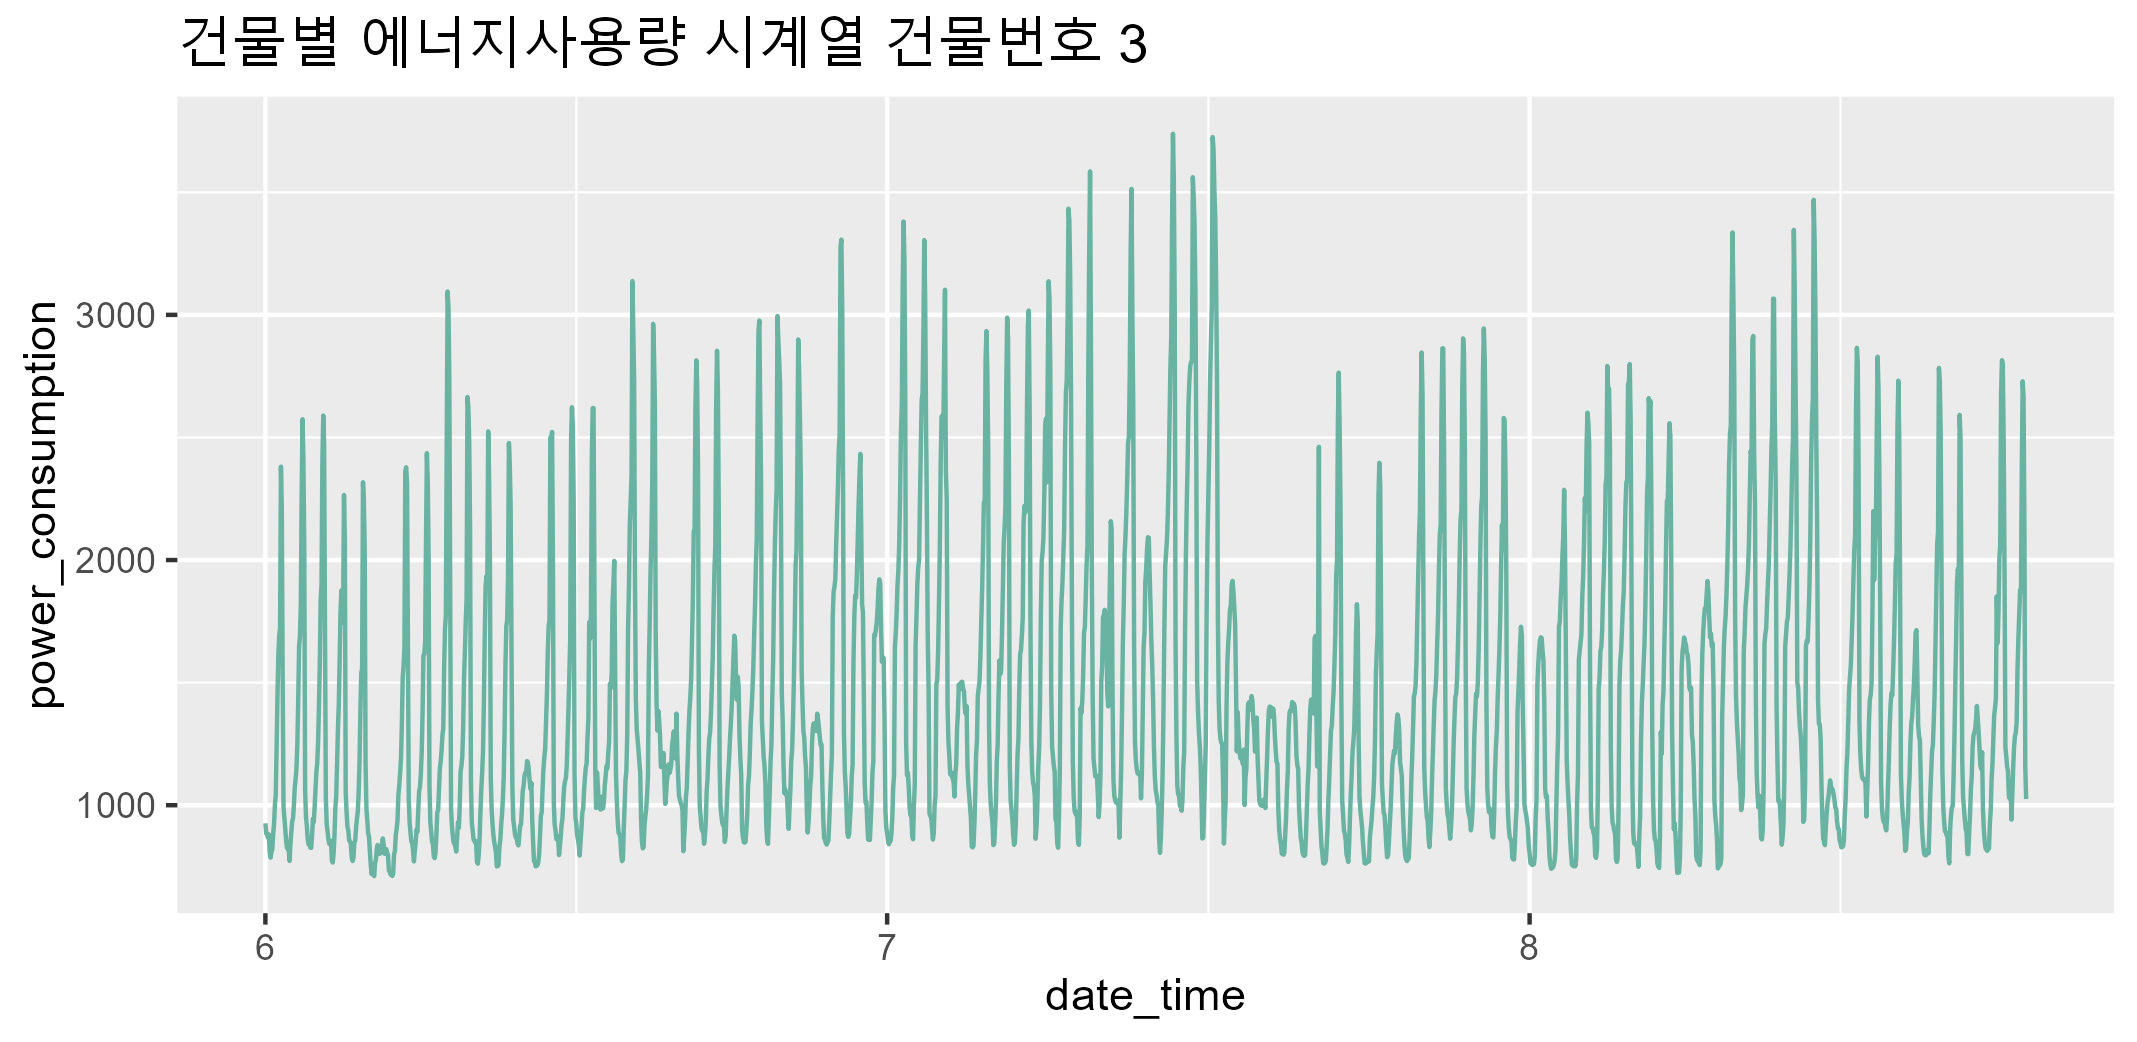 건물별 에너지사용량 시계열 건물번호 3
power_consumption
3000
2000
1000
6 7 8
date_time